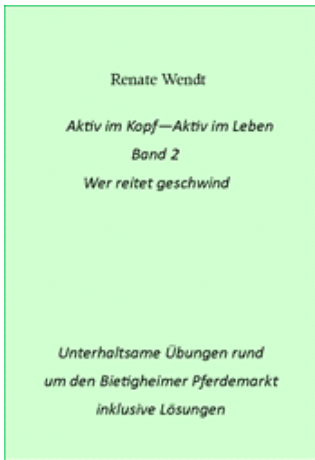 Renate Wendt
Aktiv im Kopf—Aktiv im Leben
Band 2
Wer reitet geschwind
Unterhaltsame Übungen rund
um den Bietigheimer Pferdemarkt
inklusive Lösungen